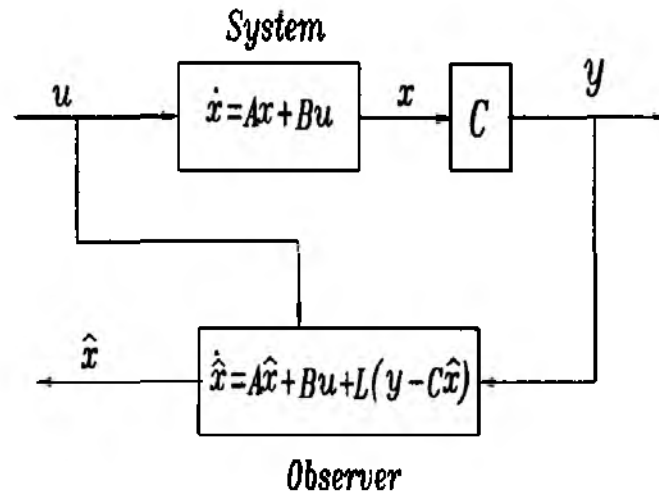 System
u
ẋ=Ax+Bu
x
C
y
x̂
x̂̇=Ax̂+Bu+L(y-Cx̂)
Observer